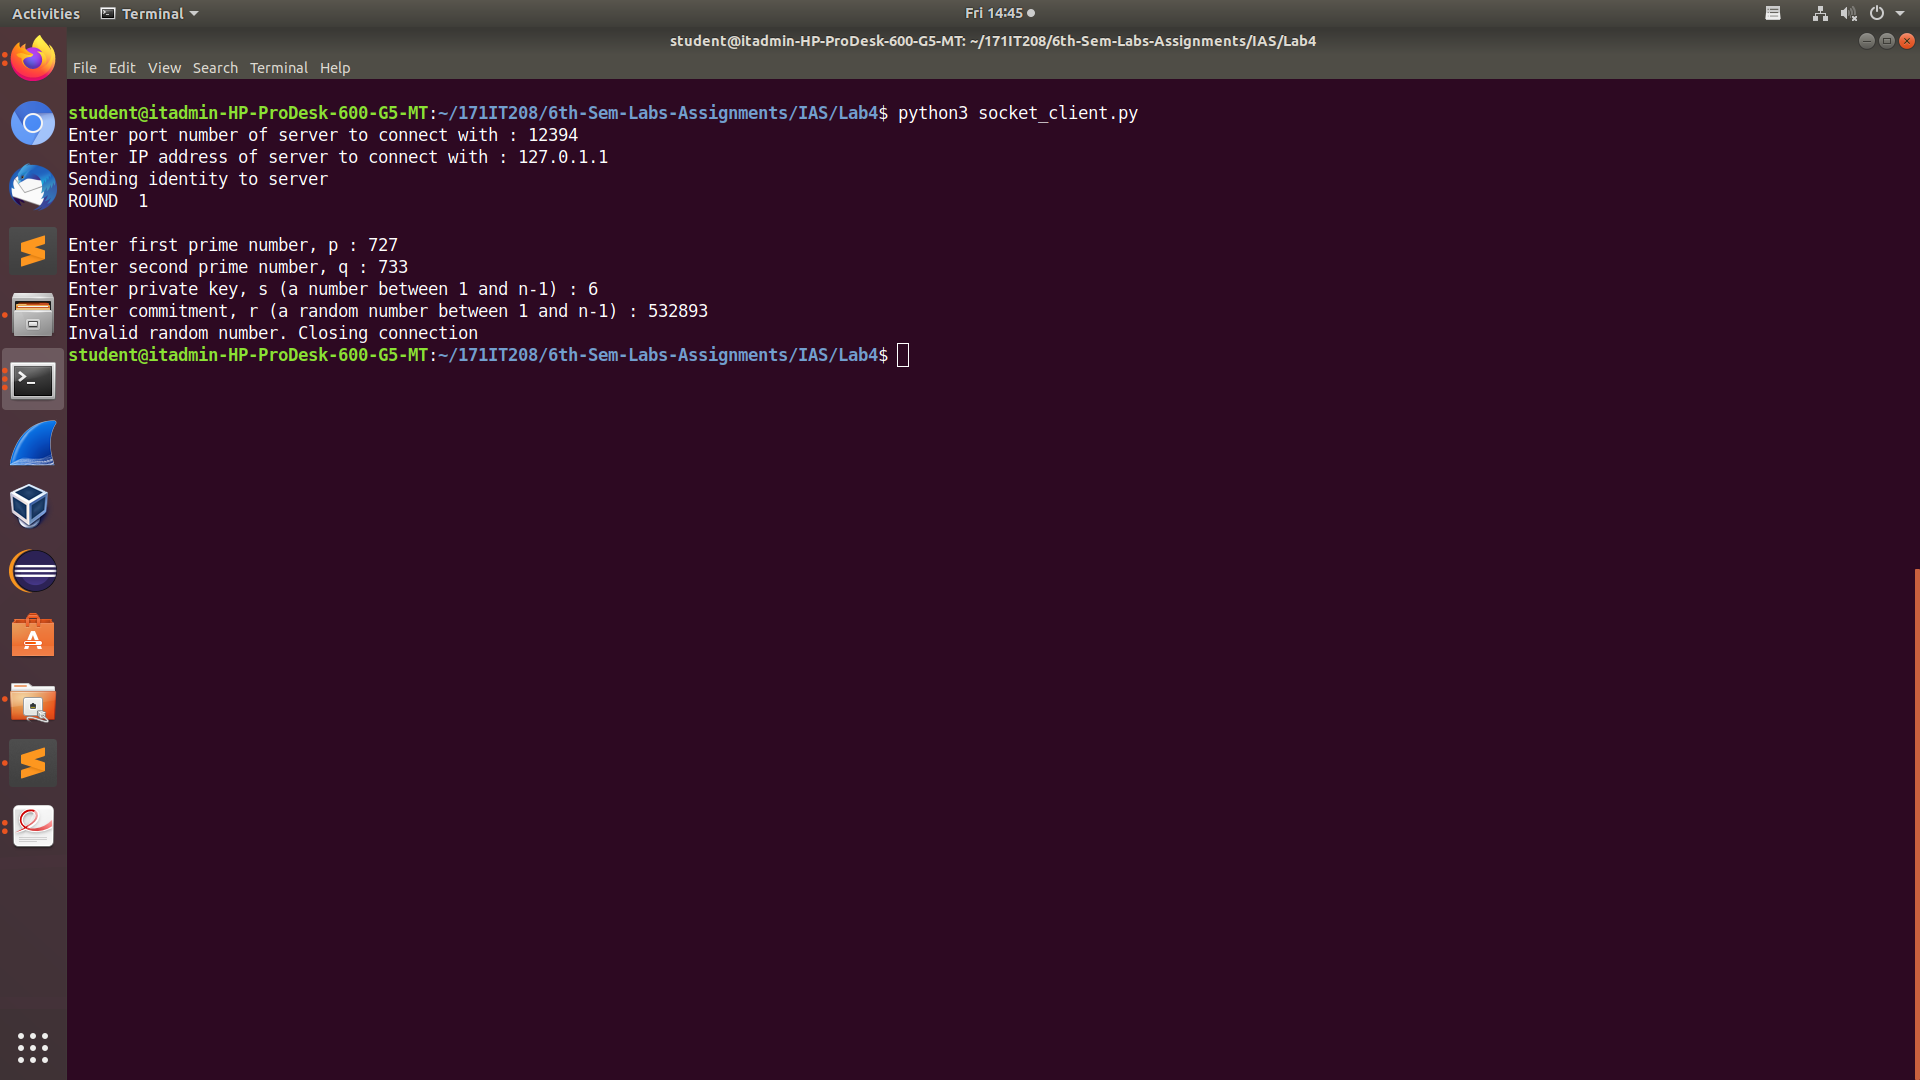 Activities Terminal Fri 14:45
student@itadmin-HP-ProDesk-600-G5-MT: ~/171IT208/6th-Sem-Labs-Assignments/IAS/Lab4
File Edit View Search Terminal Help
student@itadmin-HP-ProDesk-600-G5-MT:~/171IT208/6th-Sem-Labs-Assignments/IAS/Lab4$ python3 socket_client.py
Enter port number of server to connect with : 12394
Enter IP address of server to connect with : 127.0.1.1
Sending identity to server
ROUND  1
Enter first prime number, p : 727
Enter second prime number, q : 733
Enter private key, s (a number between 1 and n-1) : 6
Enter commitment, r (a random number between 1 and n-1) : 532893
Invalid random number. Closing connection
student@itadmin-HP-ProDesk-600-G5-MT:~/171IT208/6th-Sem-Labs-Assignments/IAS/Lab4$